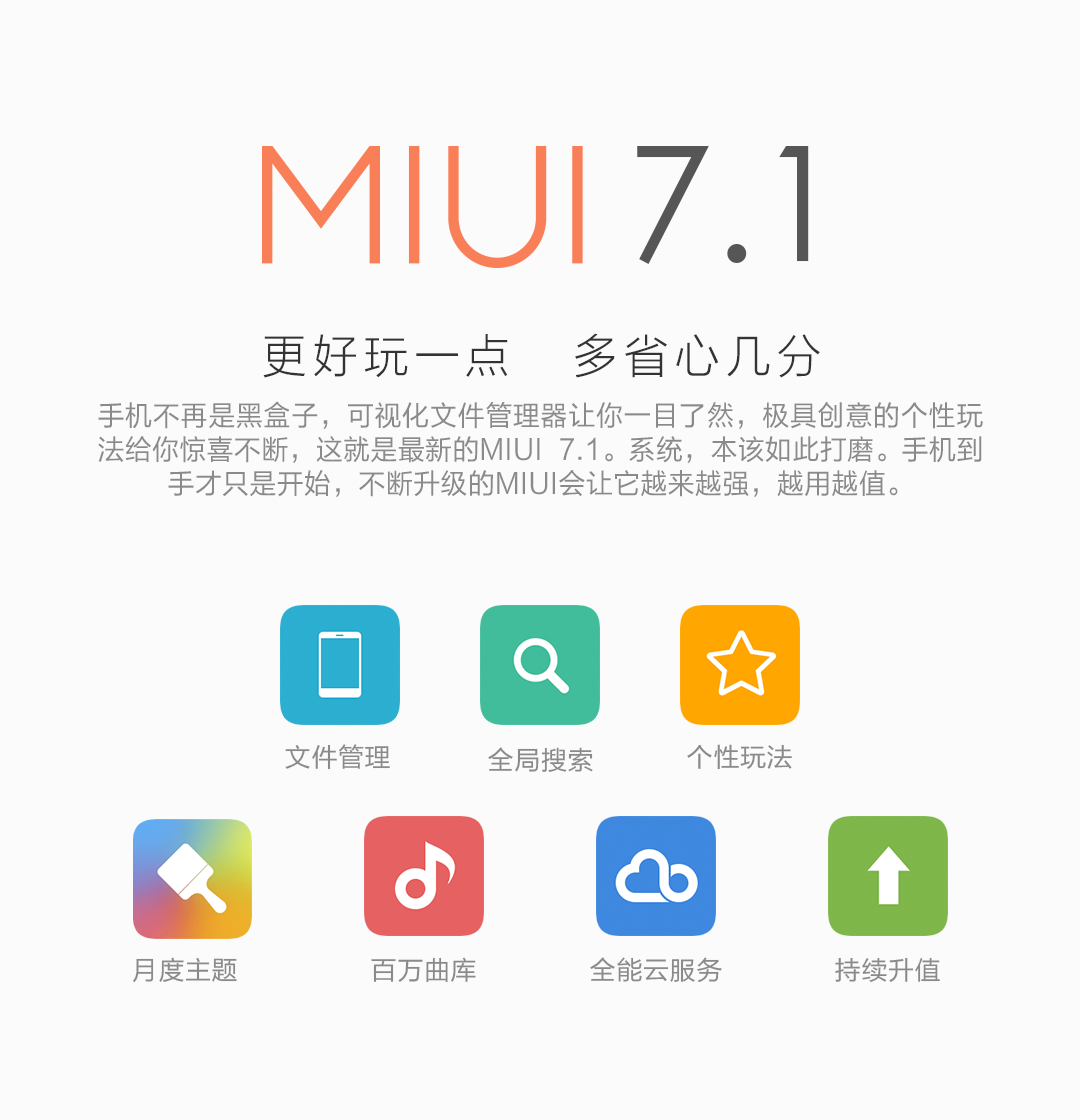 MIUI 7.1
更好玩一点 多省心几分
手机不再是黑盒子，可视化文件管理器让你一目了然，极具创意的个性玩
法给你惊喜不断，这就是最新的MIUI 7.1。系统，本该如此打磨。手机到
手才只是开始，不断升级的MIUI会让它越来越强，越用越值。
文件管理 全局搜索 个性玩法
月度主题 百万曲库 全能云服务 持续升值